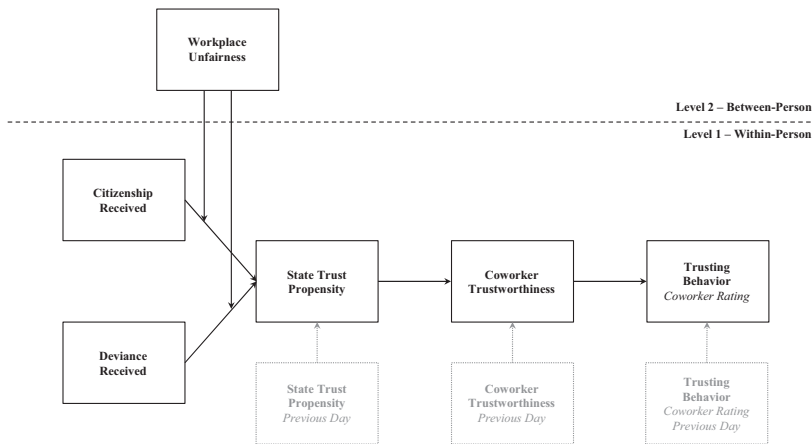 Workplace
Unfairness
Level 2 – Between-Person
Level 1 – Within-Person
Citizenship
Received
State Trust
Propensity
Coworker
Trustworthiness
Trusting
Behavior
Coworker Rating
Deviance
Received
State Trust
Propensity
Previous Day
Coworker
Trustworthiness
Previous Day
Trusting
Behavior
Coworker Rating
Previous Day